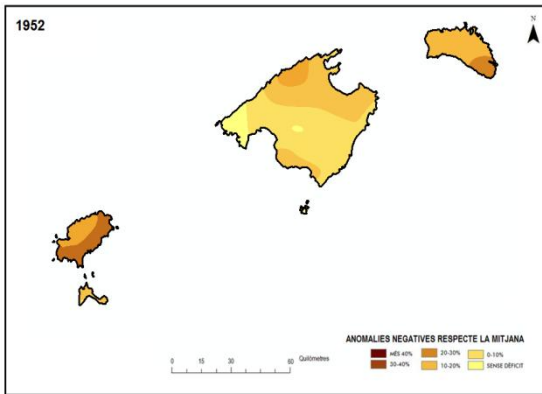 1952
N
ANOMALIES NEGATIVES RESPECTE LA MITJANA
MÉS 40% 20-30% 0-10%
30-40% 10-20% SENSE DÈFICIT
0 15 30 60 Quilòmetres